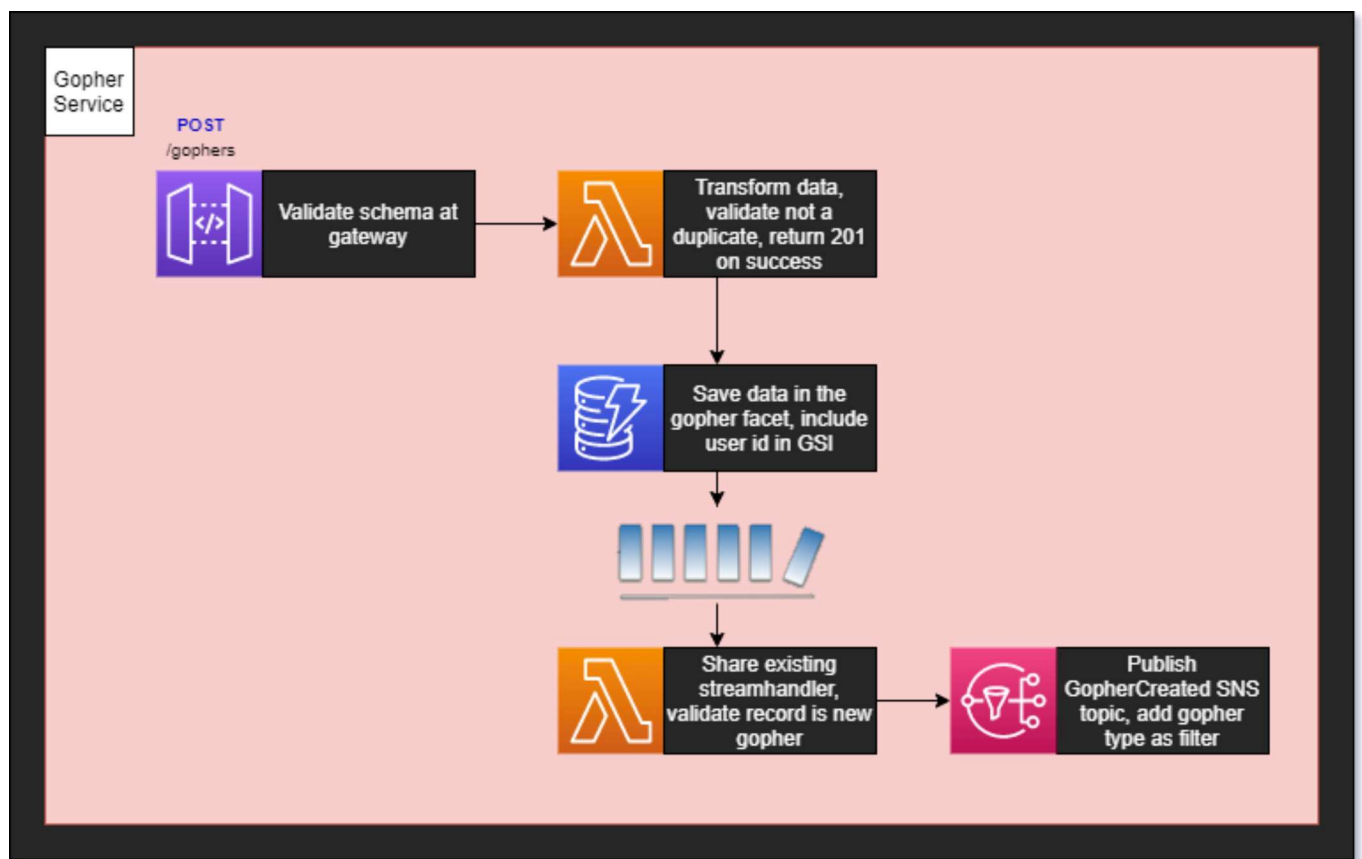 Gopher
Service
POST
/gophers
Validate schema at
gateway
Transform data,
validate not a
duplicate, return 201
on success
Save data in the
gopher facet, include
user id in GSI
Share existing
streamhandler,
validate record is new
gopher
Publish
GopherCreated SNS
topic, add gopher
type as filter